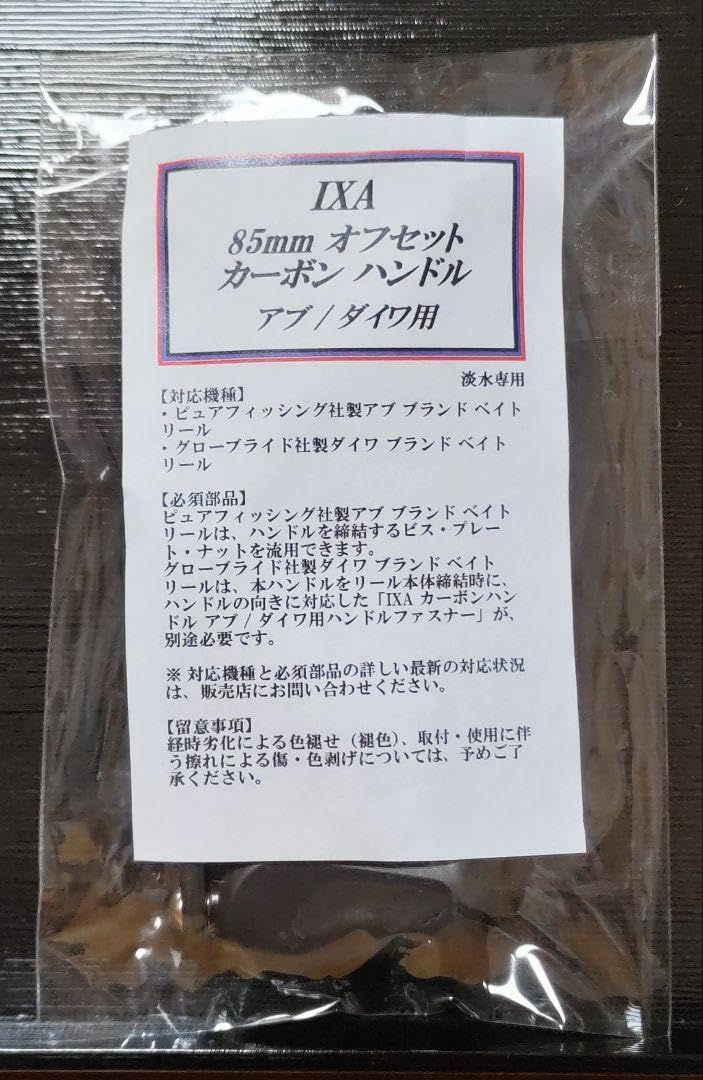 IXA
85mm オフセット
カーボン ハンドル
アブ / ダイワ用
淡水専用
【対応機種】
・ピュアフィッシング社製アブ ブランド ベイト
リール
・グローブライド社製ダイワ ブランド ベイト
リール
【必須部品】
ピュアフィッシング社製アブ ブランド ベイト
リールは、ハンドルを締結するビス・プレー
ト・ナットを流用できます。
グローブライド社製ダイワ ブランド ベイト
リールは、本ハンドルをリール本体締結時に、
ハンドルの向きに対応した「IXA カーボンハン
ドル アブ / ダイワ用ハンドルファスナー」が、
別途必要です。
※ 対応機種と必須部品の詳しい最新の対応状況
は、販売店にお問い合わせください。
【留意事項】
経時劣化による色褪せ（褪色）、取付・使用に伴
う擦れによる傷・色剥げについては、予めご了
承ください。